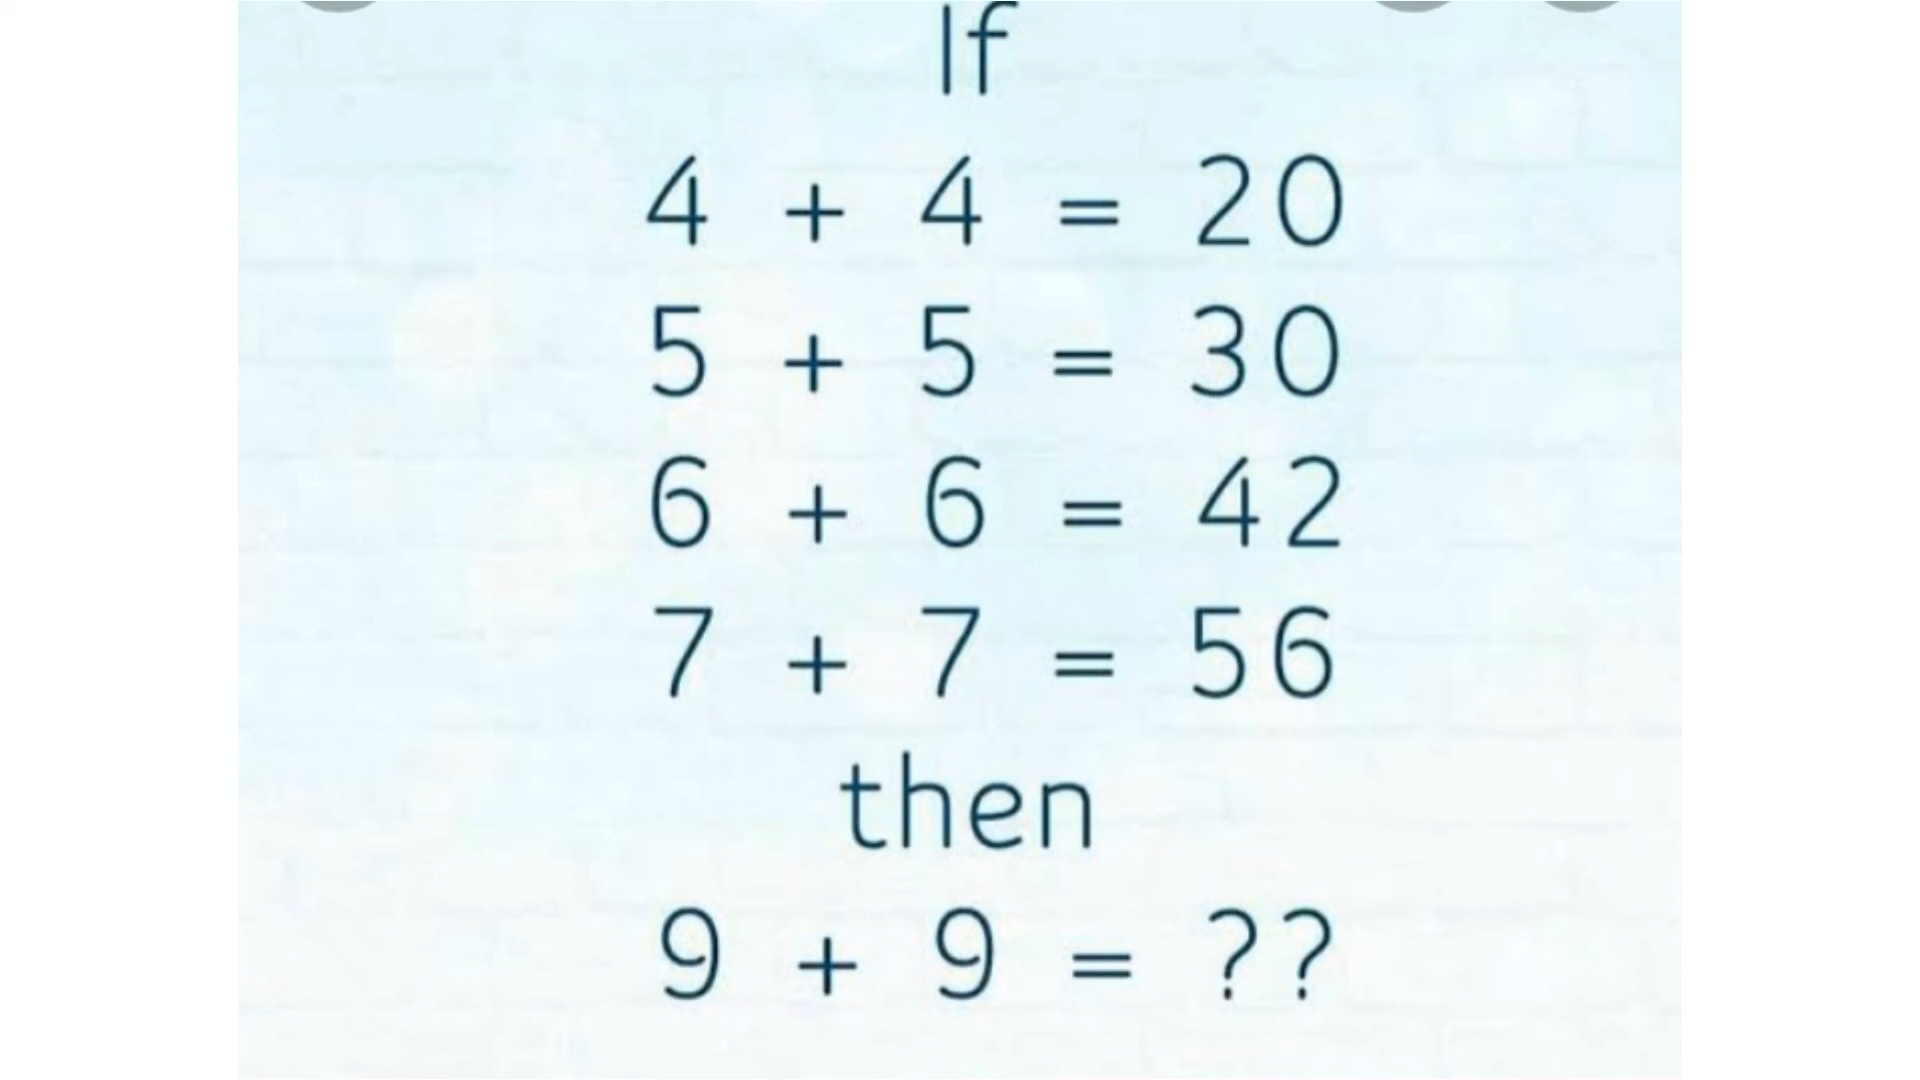 If
4 + 4 = 20
5 + 5 = 30
6 + 6 = 42
7 + 7 = 56
then
9 + 9 = ??